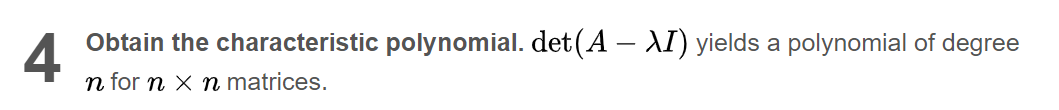 4 Obtain the characteristic polynomial. det(A − λI) yields a polynomial of degree
n for n × n matrices.